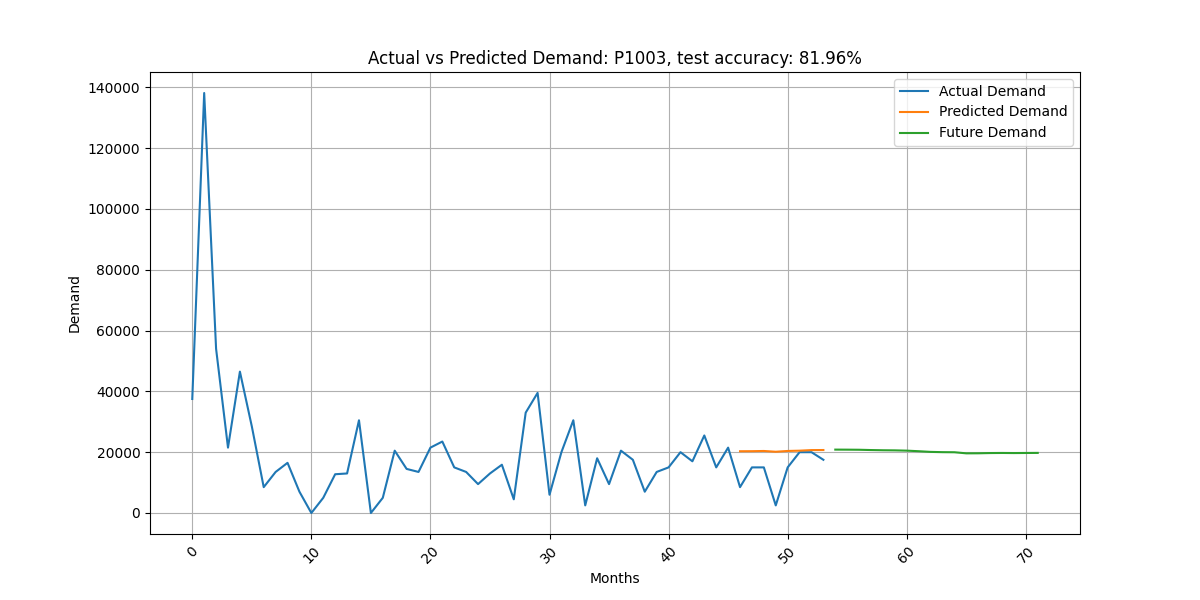 Actual vs Predicted Demand: P1003, test accuracy: 81.96%
140000
120000
100000
80000
60000
40000
20000
0
Demand
Actual Demand
Predicted Demand
Future Demand
0
10
20
30
40
50
60
70
Months